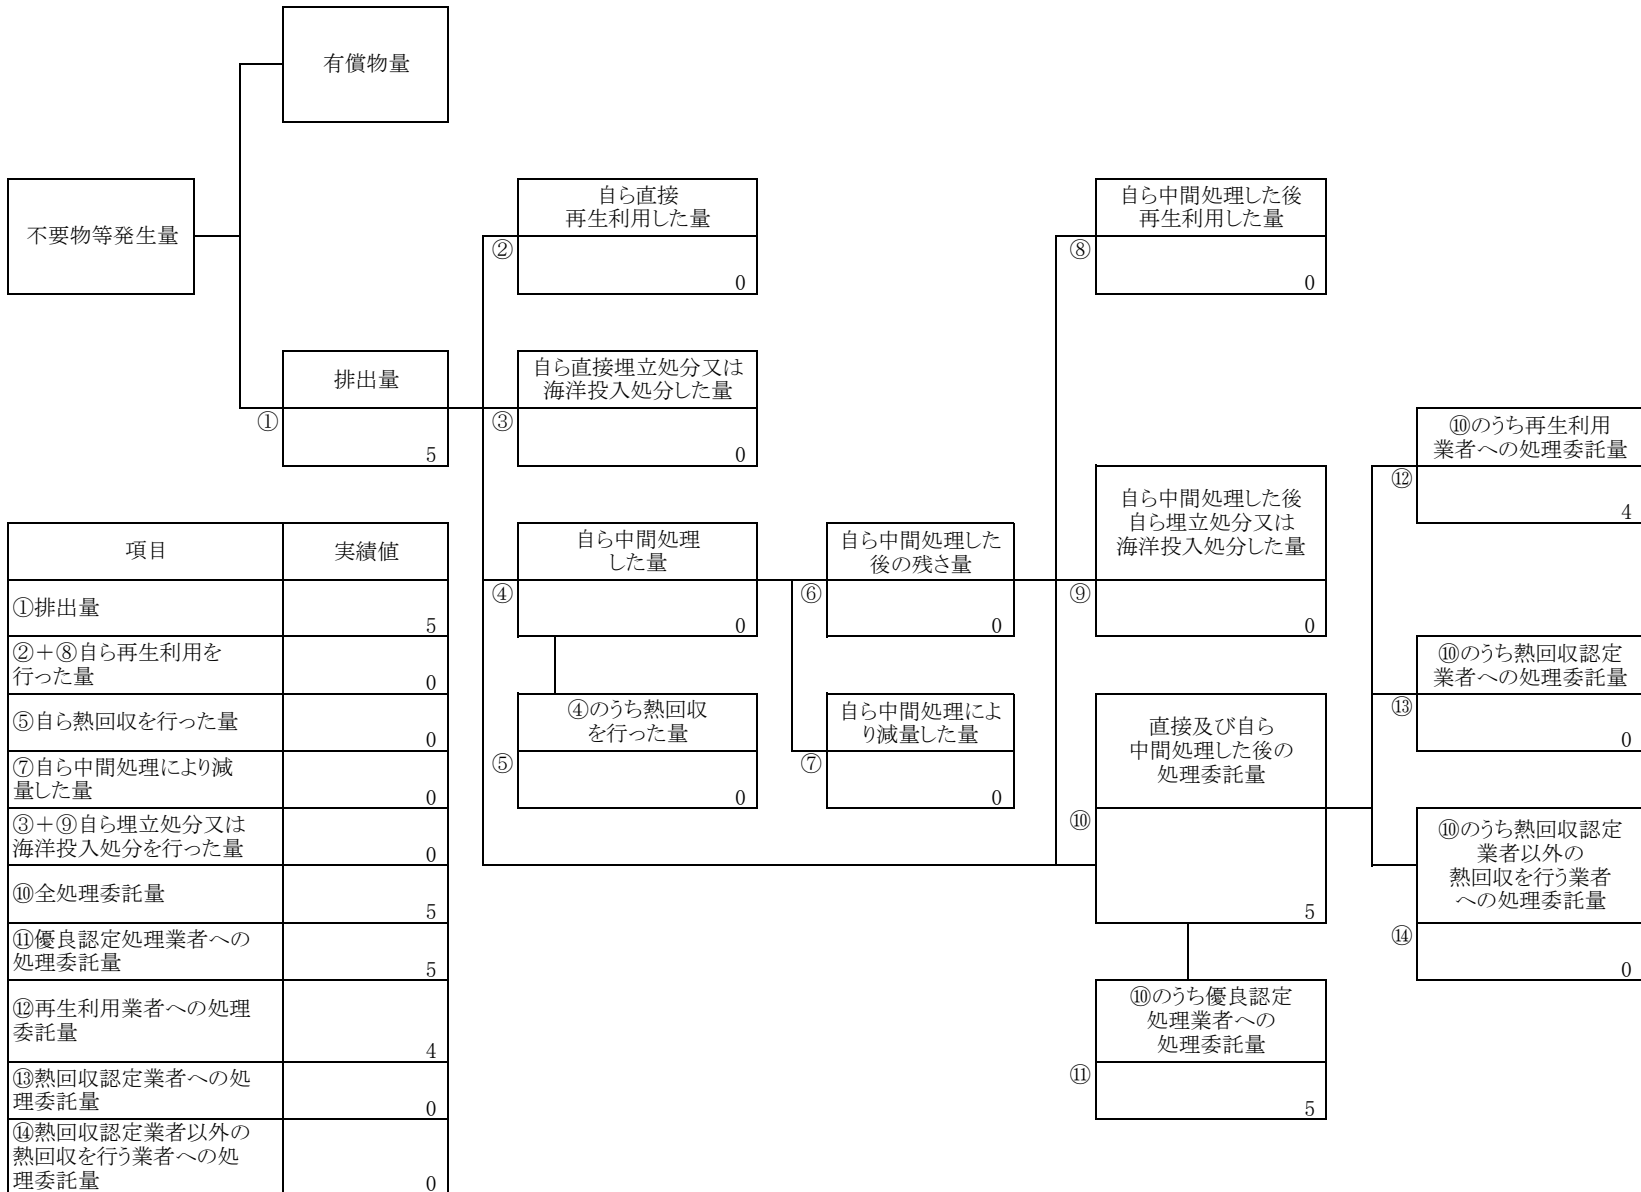 有償物量
不要物等発生量
排出量
①
5
自ら直接
再生利用した量
②
0
自ら直接埋立処分又は
海洋投入処分した量
③
0
自ら中間処理
した量
④
0
④のうち熱回収
を行った量
⑤
0
自ら中間処理した
後の残さ量
⑥
0
自ら中間処理によ
り減量した量
⑦
0
自ら中間処理した後
再生利用した量
⑧
0
自ら中間処理した後
自ら埋立処分又は
海洋投入処分した量
⑨
0
直接及び自ら
中間処理した後の
処理委託量
⑩
5
⑩のうち優良認定
処理業者への
処理委託量
⑪
5
⑩のうち再生利用
業者への処理委託量
⑫
4
⑩のうち熱回収認定
業者への処理委託量
⑬
0
⑩のうち熱回収認定
業者以外の
熱回収を行う業者
への処理委託量
⑭
0
項目 実績値
①排出量
5
②＋⑧自ら再生利用を
行った量
0
⑤自ら熱回収を行った量
0
⑦自ら中間処理により減
量した量
0
③＋⑨自ら埋立処分又は
海洋投入処分を行った量
0
⑩全処理委託量
5
⑪優良認定処理業者への
処理委託量
5
⑫再生利用業者への処理
委託量
4
⑬熱回収認定業者への処
理委託量
0
⑭熱回収認定業者以外の
熱回収を行う業者への処
理委託量
0